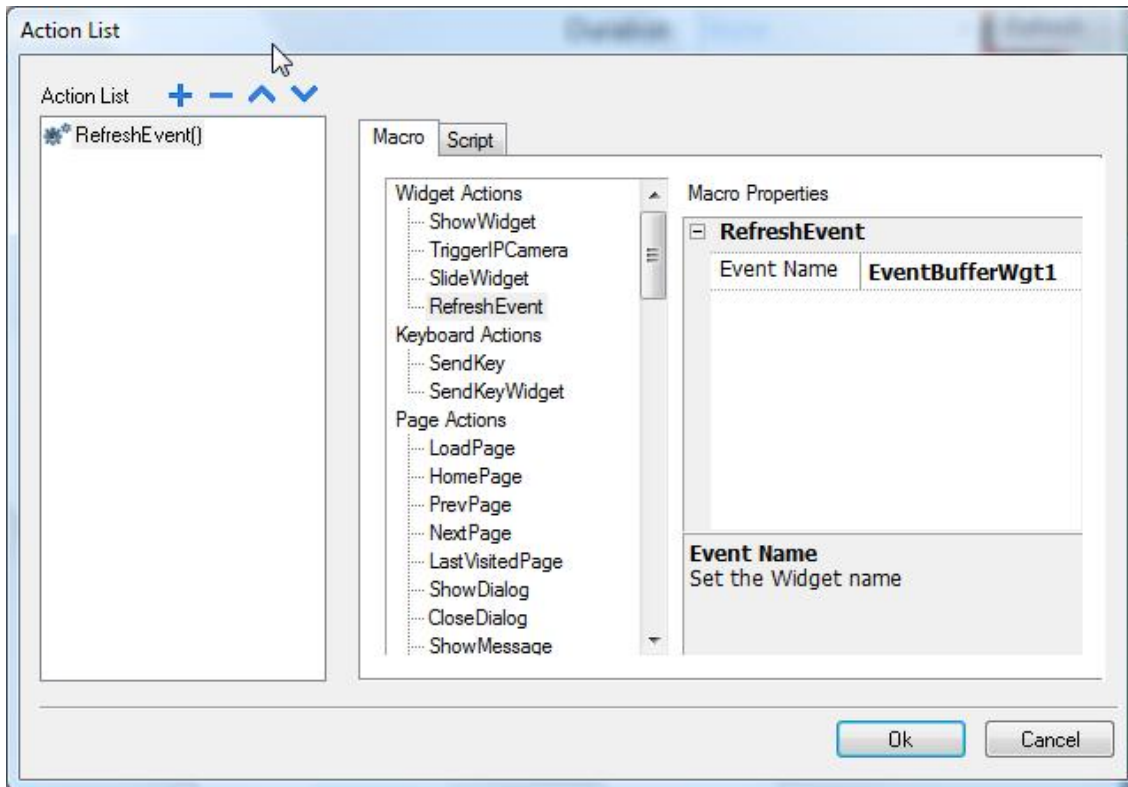 Action List
Action List
RefreshEvent()
Macro
Script
Widget Actions
ShowWidget
TriggerIPCamera
SlideWidget
RefreshEvent
Keyboard Actions
SendKey
SendKeyWidget
Page Actions
LoadPage
HomePage
PrevPage
NextPage
LastVisitedPage
ShowDialog
CloseDialog
ShowMessage
Macro Properties
RefreshEvent
Event Name EventBufferWgt1
Event Name
Set the Widget name
Ok
Cancel